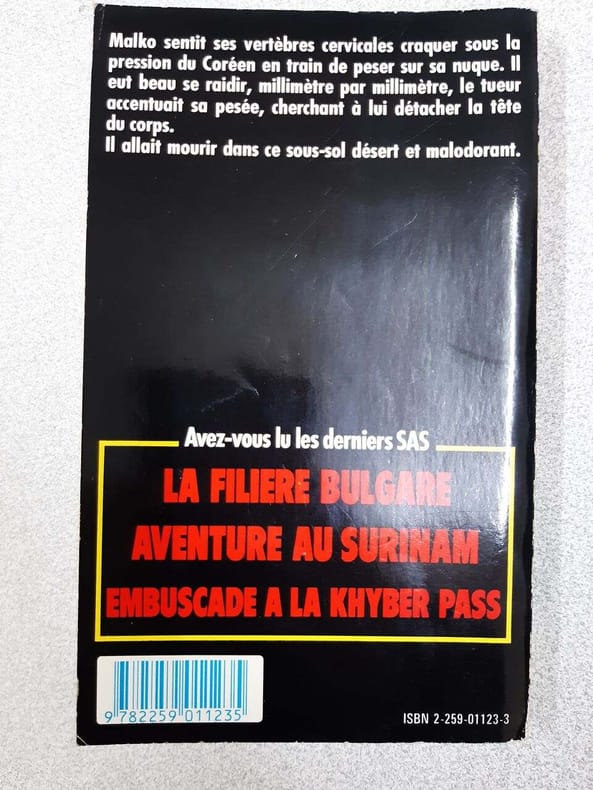 Malko sentit ses vertèbres cervicales craquer sous la
pression du Coréen en train de peser sur sa nuque. Il
eut beau se raidir, millimètre par millimètre, le tueur
accentuait sa pesée, cherchant à lui détacher la tête
du corps.
Il allait mourir dans ce sous-sol désert et malodorant.
Avez-vous lu les derniers SAS
LA FILIERE BULGARE
AVENTURE AU SURINAM
EMBUSCADE A LA KHYBER PASS
9 782259 011235
ISBN 2-259-01123-3